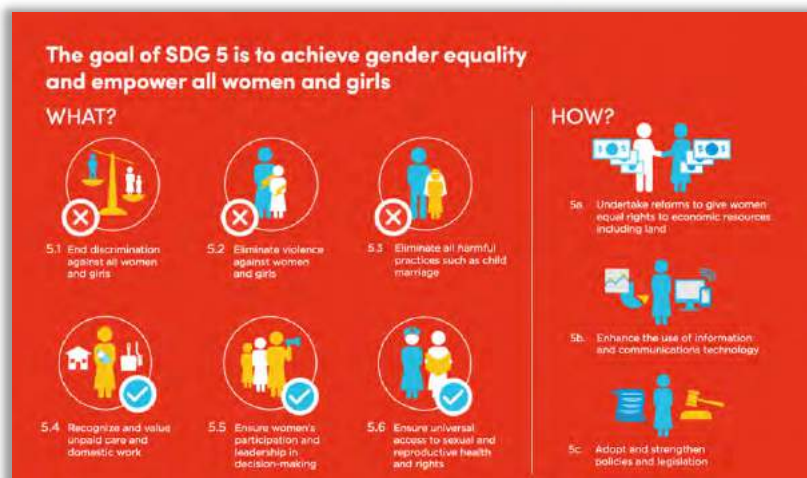 The goal of SDG 5 is to achieve gender equality
and empower all women and girls
WHAT?
5.1 End discrimination
against all women
and girls
5.2 Eliminate violence
against women
and girls
5.3 Eliminate all harmful
practices such as child
marriage
5.4 Recognize and value
unpaid care and
domestic work
5.5 Ensure women's
participation and
leadership in
decision-making
5.6 Ensure universal
access to sexual and
reproductive health
and rights
HOW?
5a. Undertake reforms to give women
equal rights to economic resources
including land
5b. Enhance the use of information
and communications technology
5c. Adopt and strengthen
policies and legislation